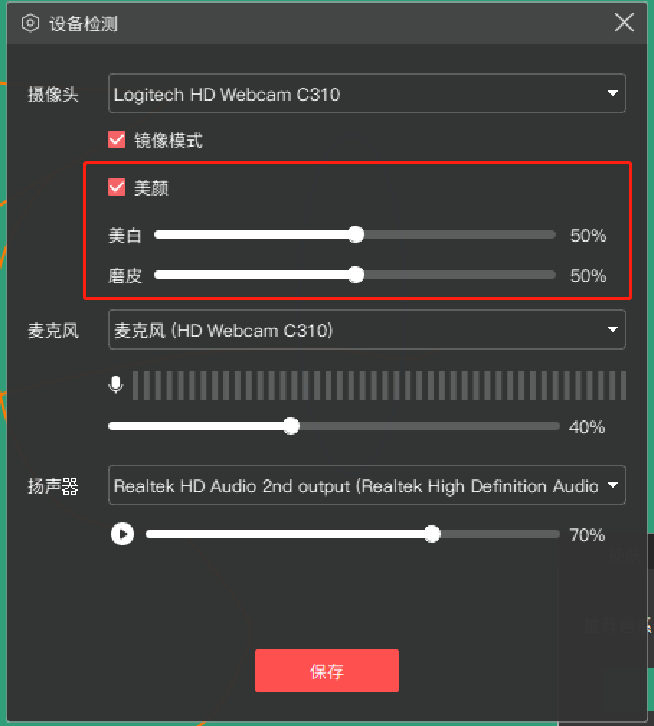 设备检测
摄像头 Logitech HD Webcam C310
镜像模式
美颜
美白 50%
磨皮 50%
麦克风 麦克风 (HD Webcam C310)
40%
扬声器 Realtek HD Audio 2nd output (Realtek High Definition Audio
70%
保存